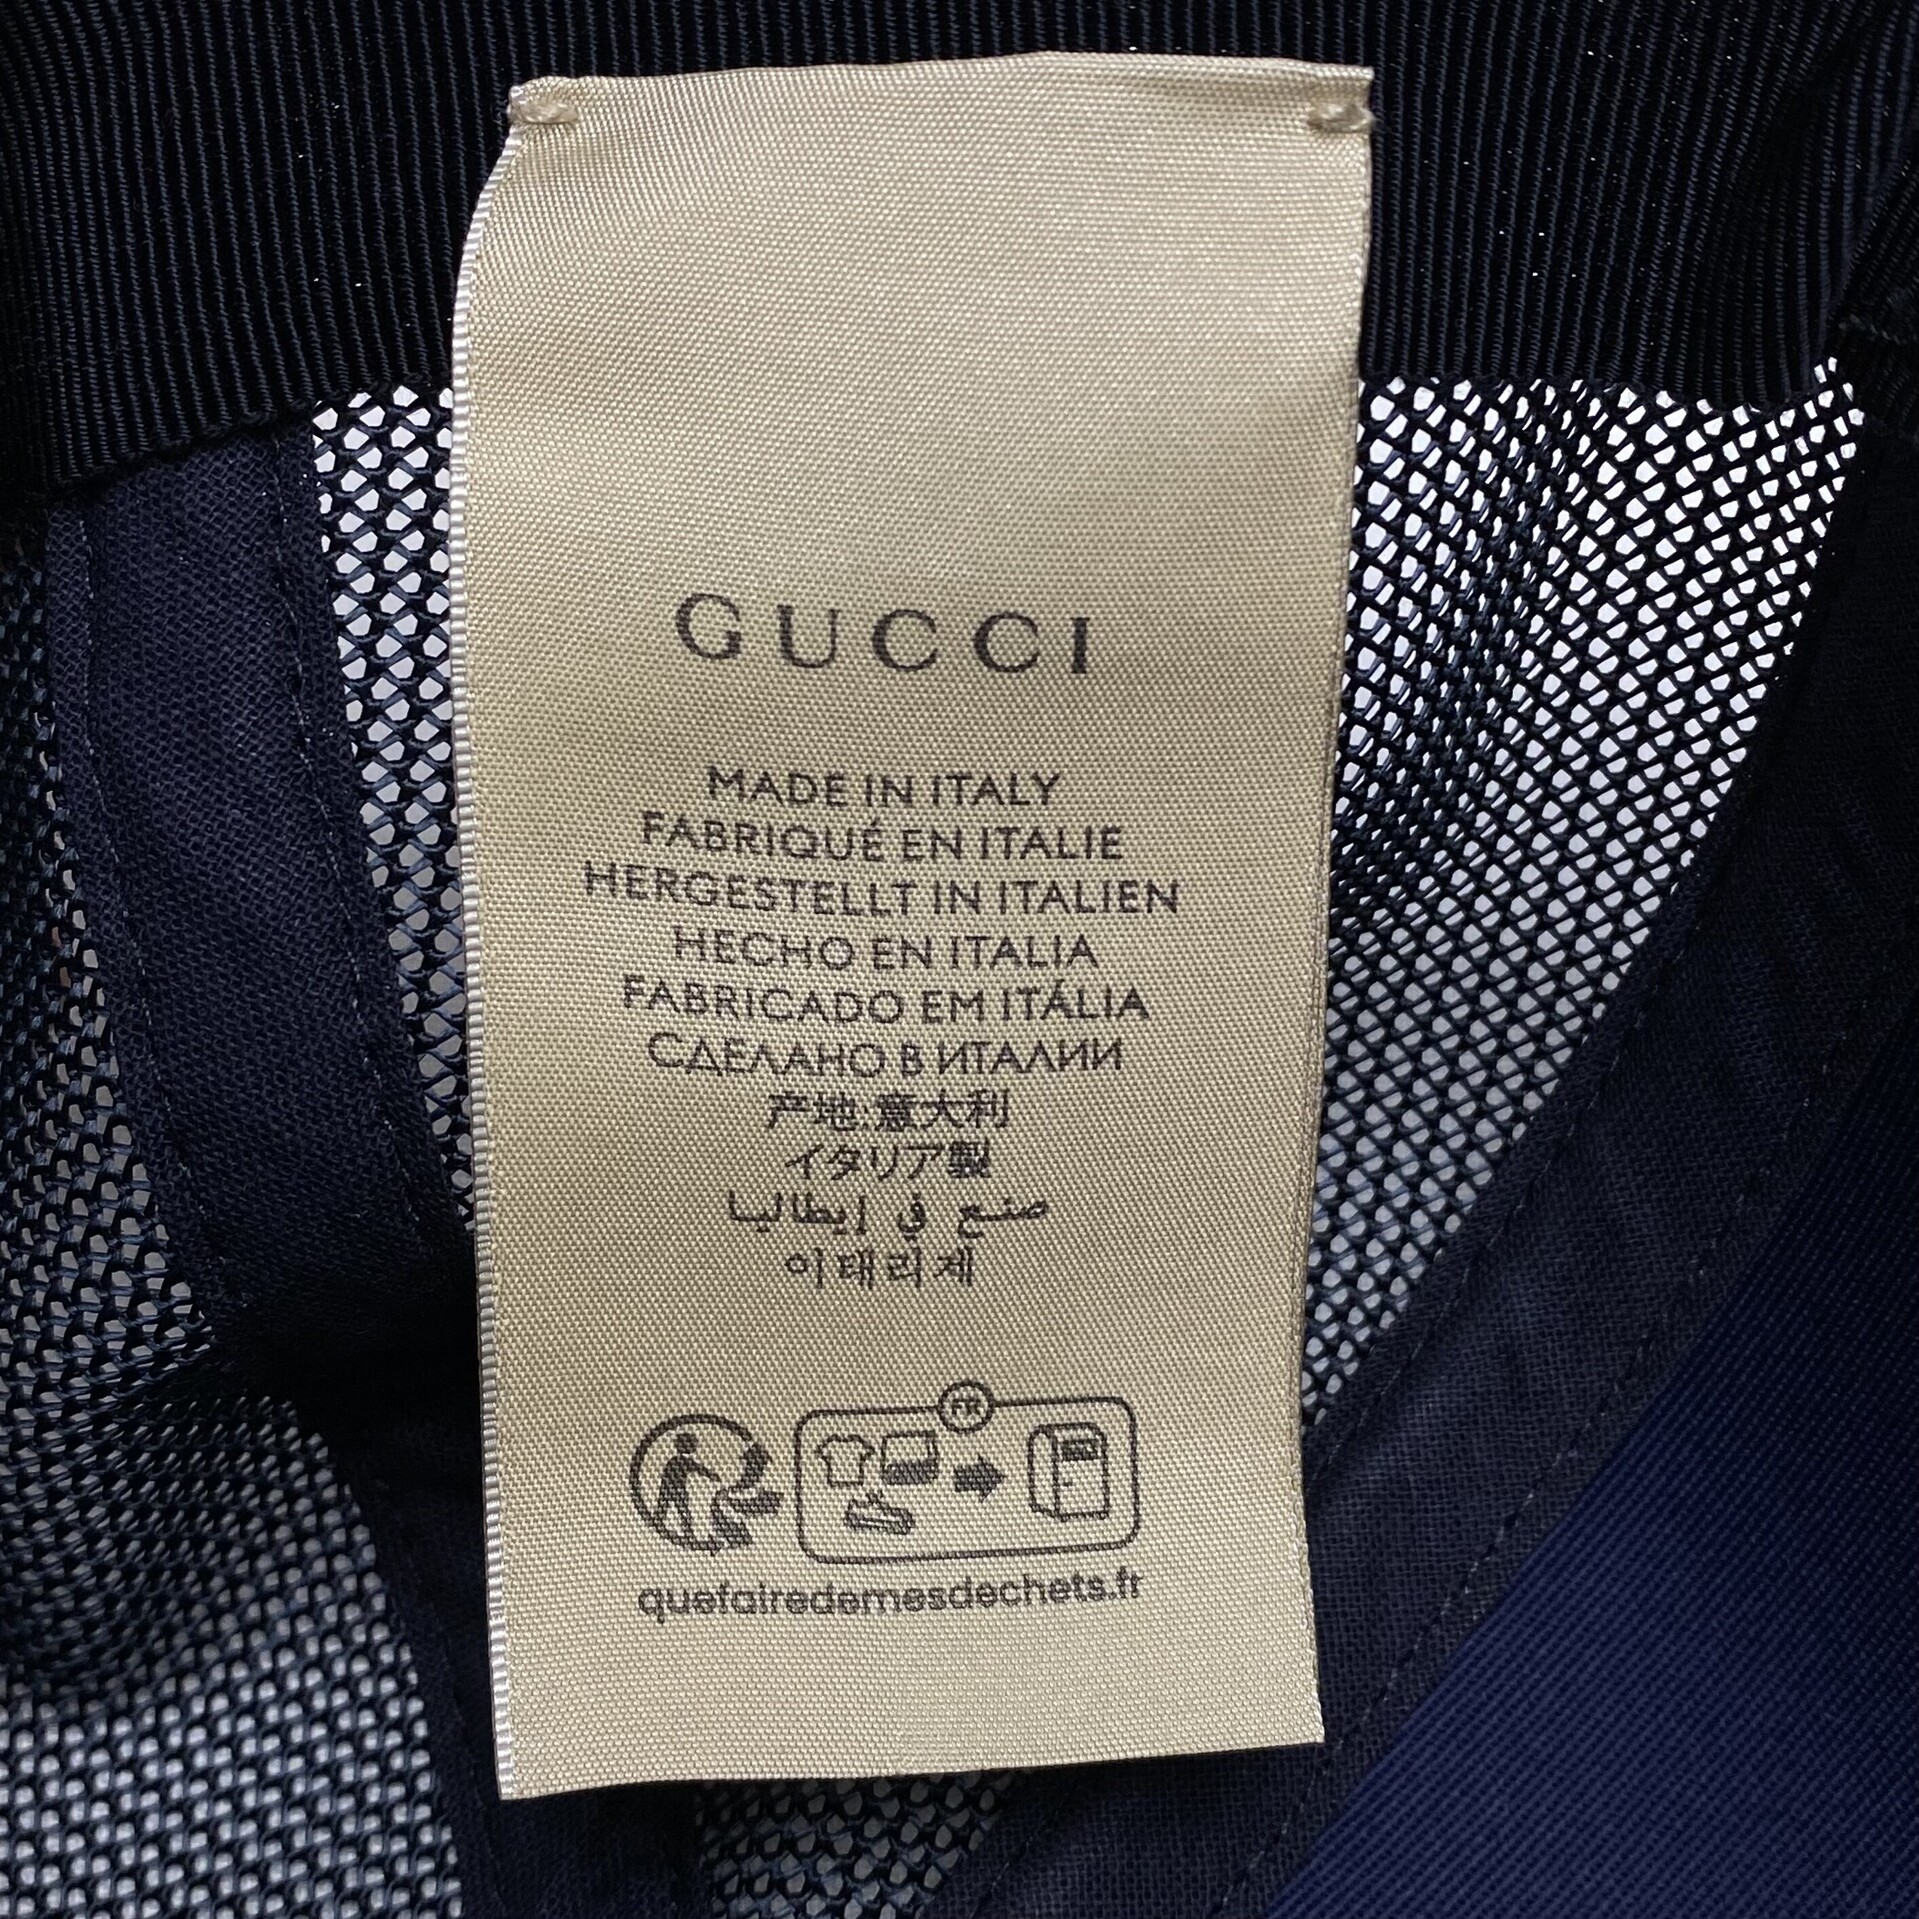 GUCCI
MADE IN ITALY
FABRIQUÉ EN ITALIE
HERGESTELLT IN ITALIEN
HECHO EN ITALIA
FABRICADO EM ITÁLIA
СДЕЛАНО В ИТАЛИИ
产地:意大利
イタリア製
صنع في إيطاليا
이태리제
FR
quefairedemesdechets.fr